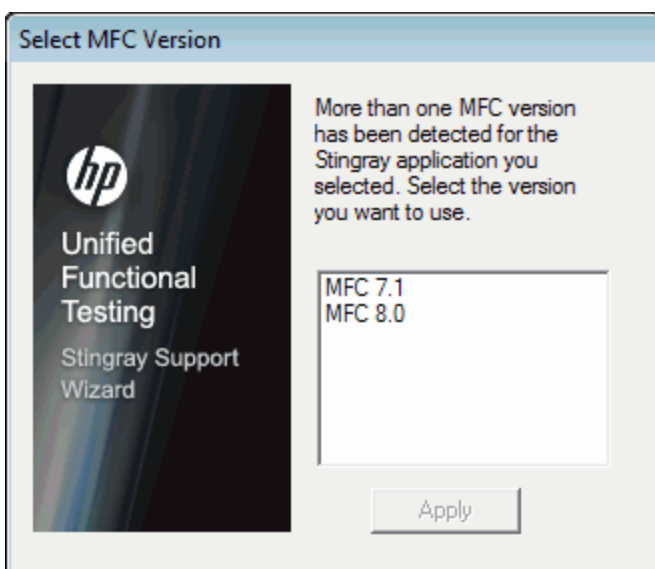 Select MFC Version
hp
Unified
Functional
Testing
Stingray Support
Wizard
More than one MFC version
has been detected for the
Stingray application you
selected. Select the version
you want to use.
MFC 7.1
MFC 8.0
Apply